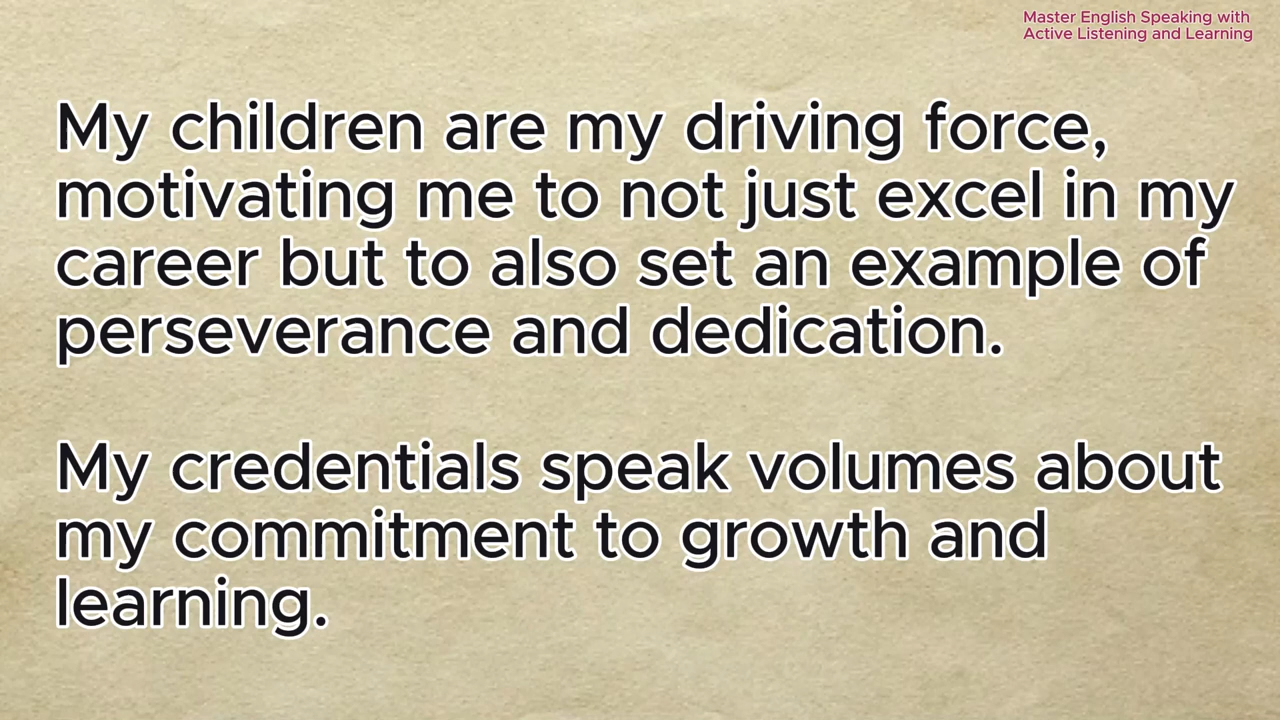 Master English Speaking with
Active Listening and Learning
My children are my driving force,
motivating me to not just excel in my
career but to also set an example of
perseverance and dedication.
My credentials speak volumes about
my commitment to growth and
learning.